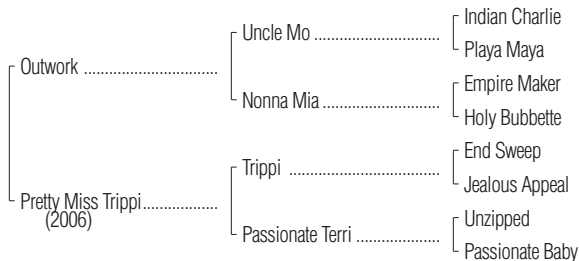 Indian Charlie
Uncle Mo ........................
Playa Maya
Outwork ..........................
Empire Maker
Nonna Mia ......................
Holy Bubbette
End Sweep
Trippi .............................
Jealous Appeal
Pretty Miss Trippi...............
(2006)
Unzipped
Passionate Terri ................
Passionate Baby